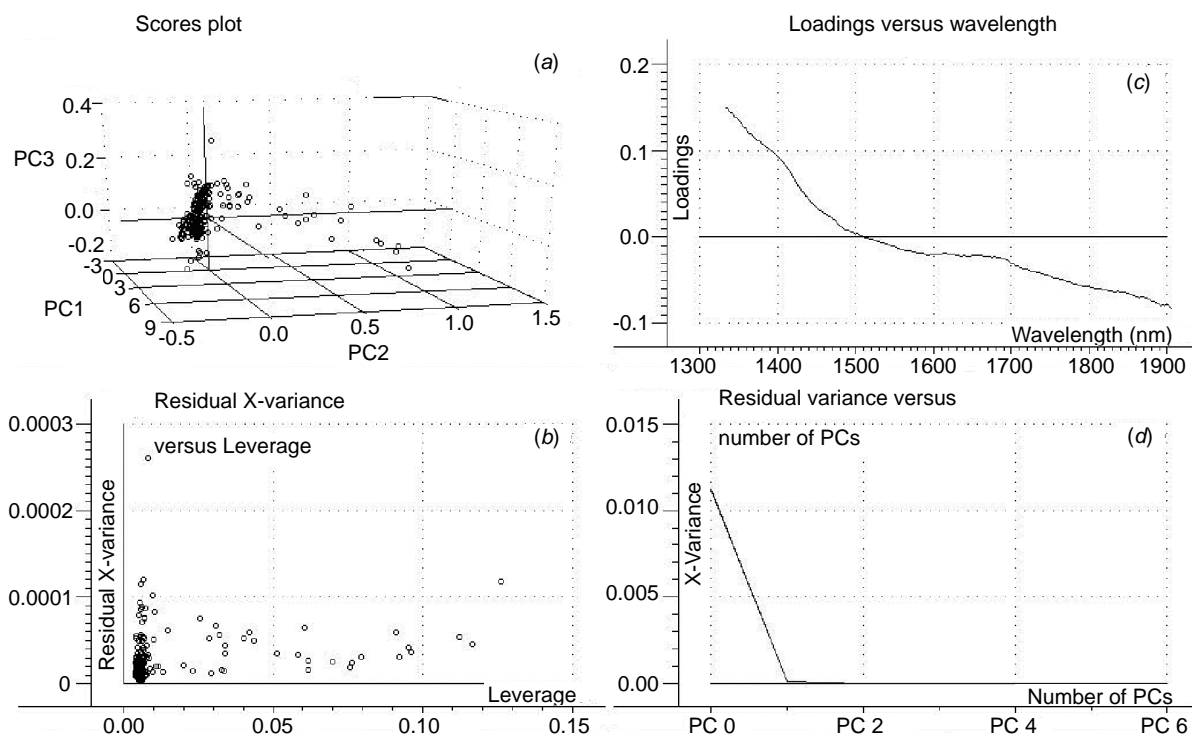 Scores plot
(a)
0.4
PC3 0.2
0.0
-0.2
-3
0
3
6
9
PC1
-0.5
0.0
0.5
1.0
1.5
PC2
Loadings versus wavelength
(c)
0.2
0.1
0.0
-0.1
Loadings
Wavelength (nm)
1300 1400 1500 1600 1700 1800 1900
Residual X-variance
versus Leverage
(b)
0.0003
0.0002
0.0001
0
Residual X-variance
Leverage
0.00 0.05 0.10 0.15
Residual variance versus
number of PCs
(d)
0.015
0.010
0.005
0.00
X-Variance
Number of PCs
PC 0 PC 2 PC 4 PC 6